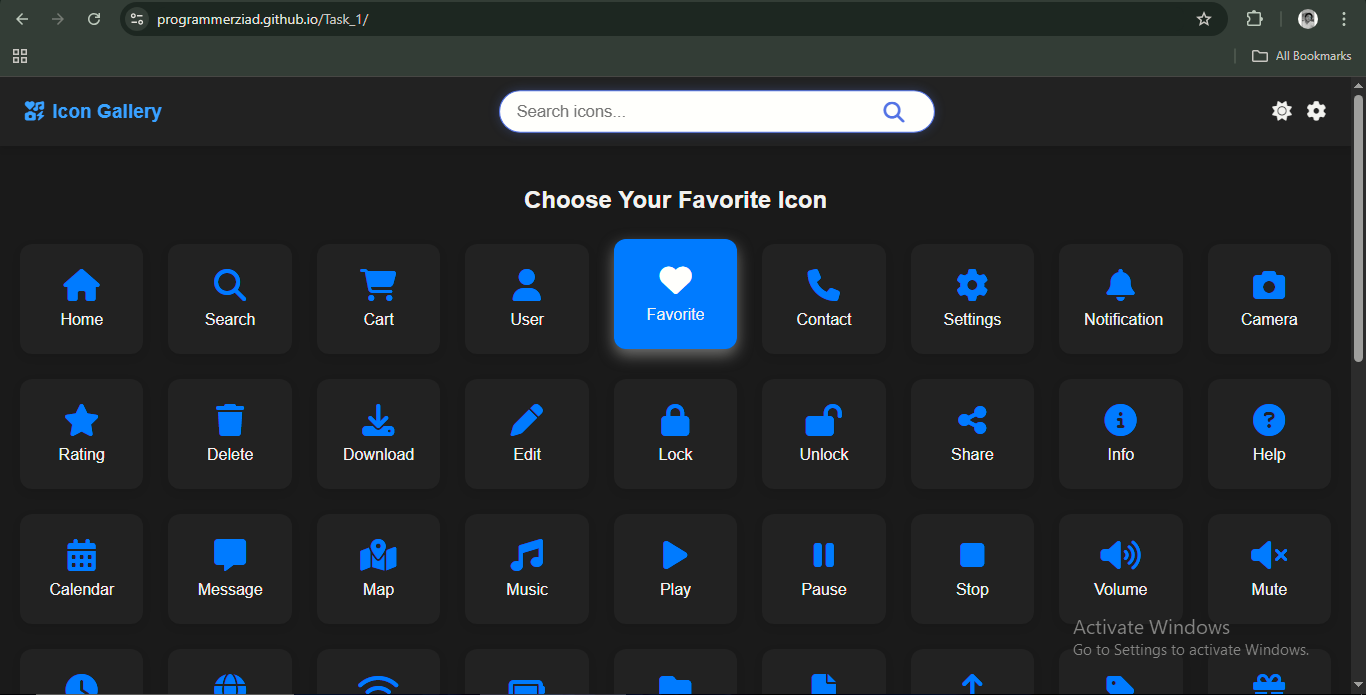 programmerziad.github.io/Task_1/
All Bookmarks
Icon Gallery
Search icons...
Choose Your Favorite Icon
Home
Search
Cart
User
Favorite
Contact
Settings
Notification
Camera
Rating
Delete
Download
Edit
Lock
Unlock
Share
Info
Help
Calendar
Message
Map
Music
Play
Pause
Stop
Volume
Mute
Activate Windows
Go to Settings to activate Windows.